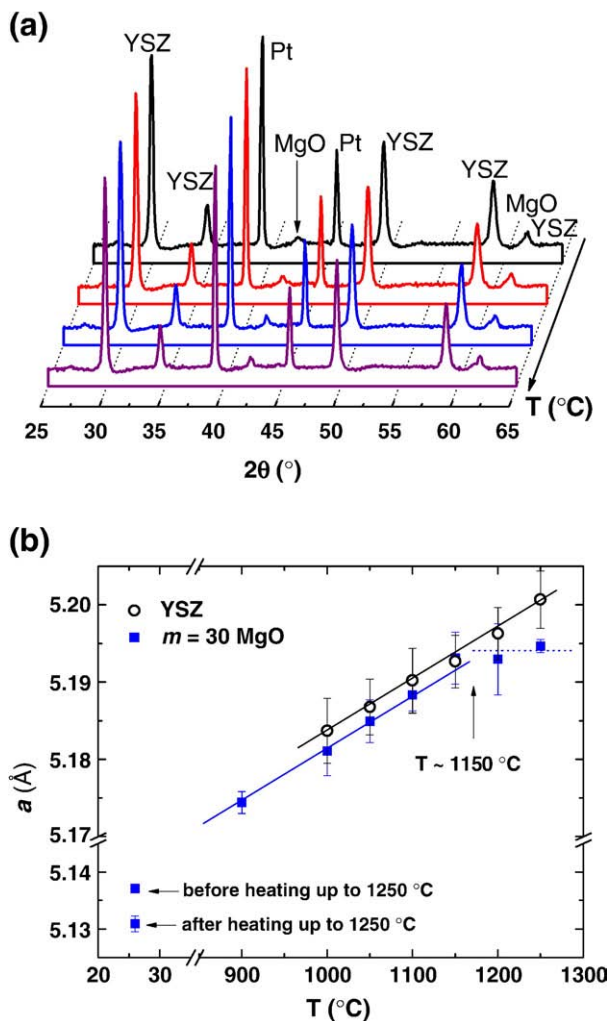 (a)
YSZ
Pt
MgO
Pt
YSZ
YSZ
YSZ
MgO
YSZ
T (°C)
25 30 35 40 45 50 55 60 65
2θ (°)
(b)
5.20
5.19
5.18
5.17
5.14
5.13
a (Å)
YSZ
m = 30 MgO
T ~ 1150 °C
before heating up to 1250 °C
after heating up to 1250 °C
20 30 900 1000 1100 1200 1300
T (°C)